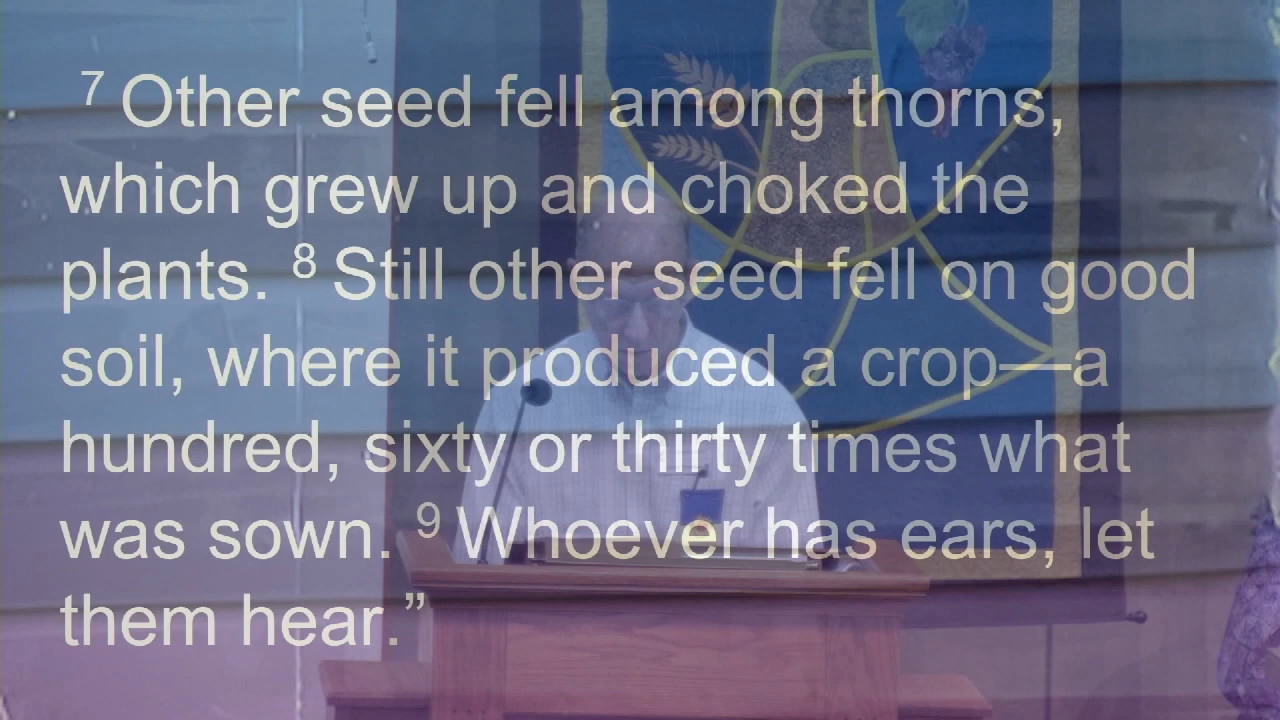 7 Other seed fell among thorns,
which grew up and choked the
plants. 8 Still other seed fell on good
soil, where it produced a crop—a
hundred, sixty or thirty times what
was sown. 9 Whoever has ears, let
them hear.”